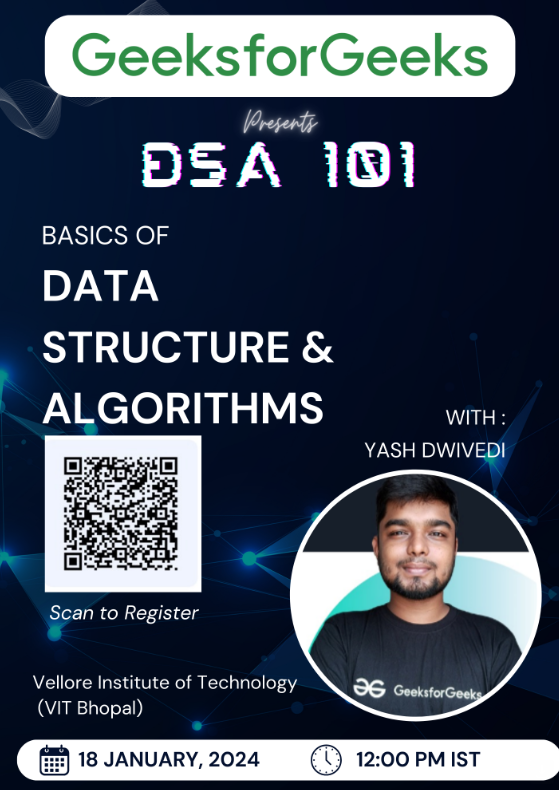 GeeksforGeeks
Presents
DSA 101
BASICS OF
DATA
STRUCTURE &
ALGORITHMS
WITH :
YASH DWIVEDI
Scan to Register
GeeksforGeeks
Vellore Institute of Technology
(VIT Bhopal)
18 JANUARY, 2024
12:00 PM IST